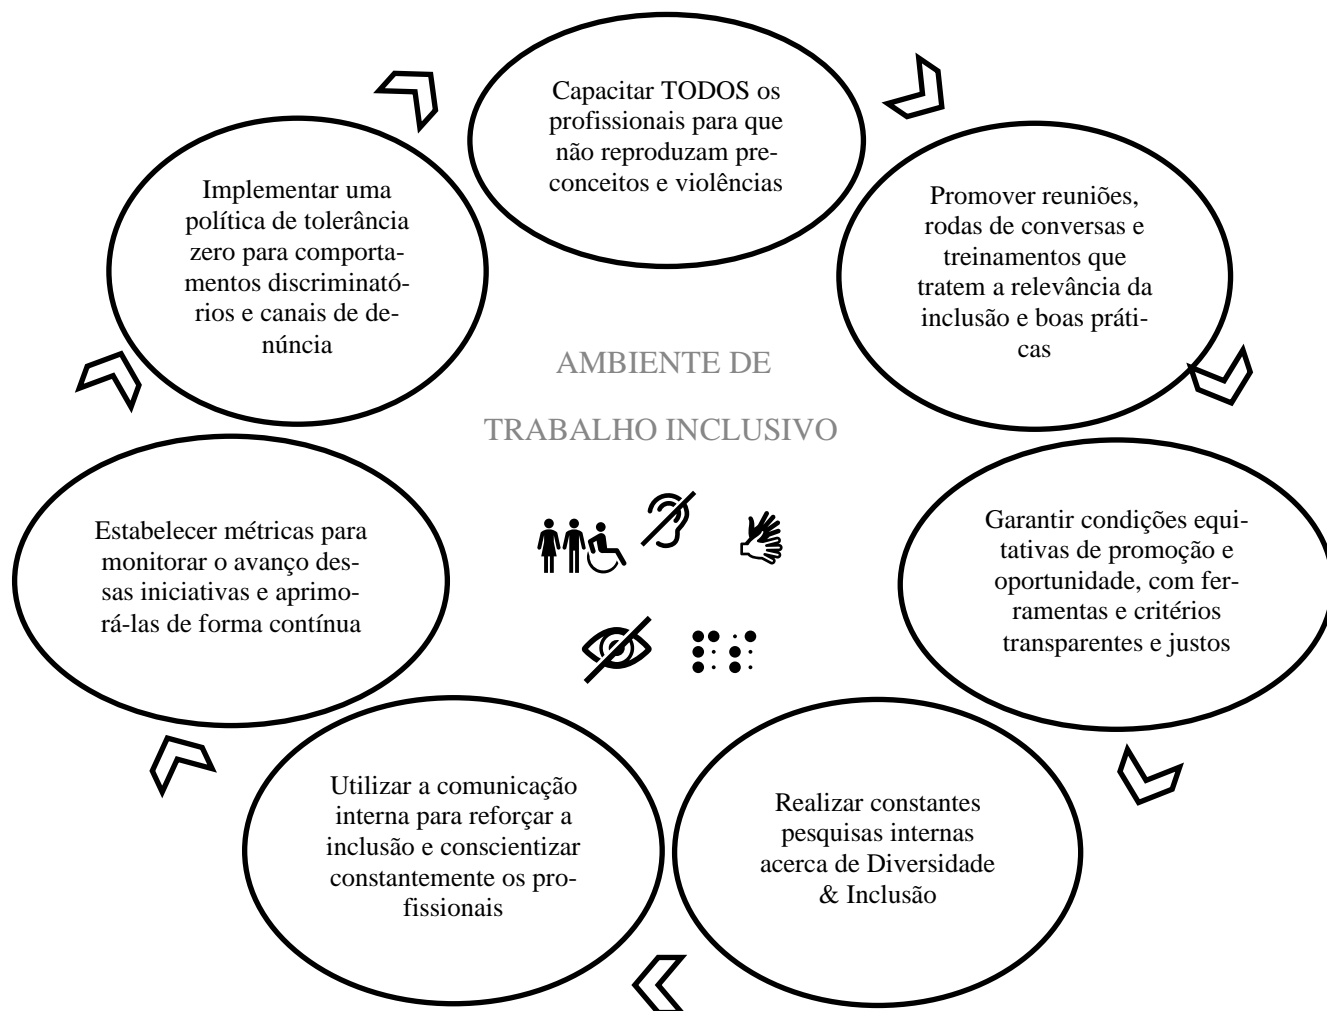 Capacitar TODOS os
profissionais para que
não reproduzam pre-
conceitos e violências
Promover reuniões,
rodas de conversas e
treinamentos que
tratem a relevância da
inclusão e boas práti-
cas
Garantir condições equi-
tativas de promoção e
oportunidade, com fer-
ramentas e critérios
transparentes e justos
Realizar constantes
pesquisas internas
acerca de Diversidade
& Inclusão
Utilizar a comunicação
interna para reforçar a
inclusão e conscientizar
constantemente os pro-
fissionais
Estabelecer métricas para
monitorar o avanço des-
sas iniciativas e aprimo-
rá-las de forma contínua
Implementar uma
política de tolerância
zero para comporta-
mentos discriminató-
rios e canais de de-
núncia
AMBIENTE DE
TRABALHO INCLUSIVO